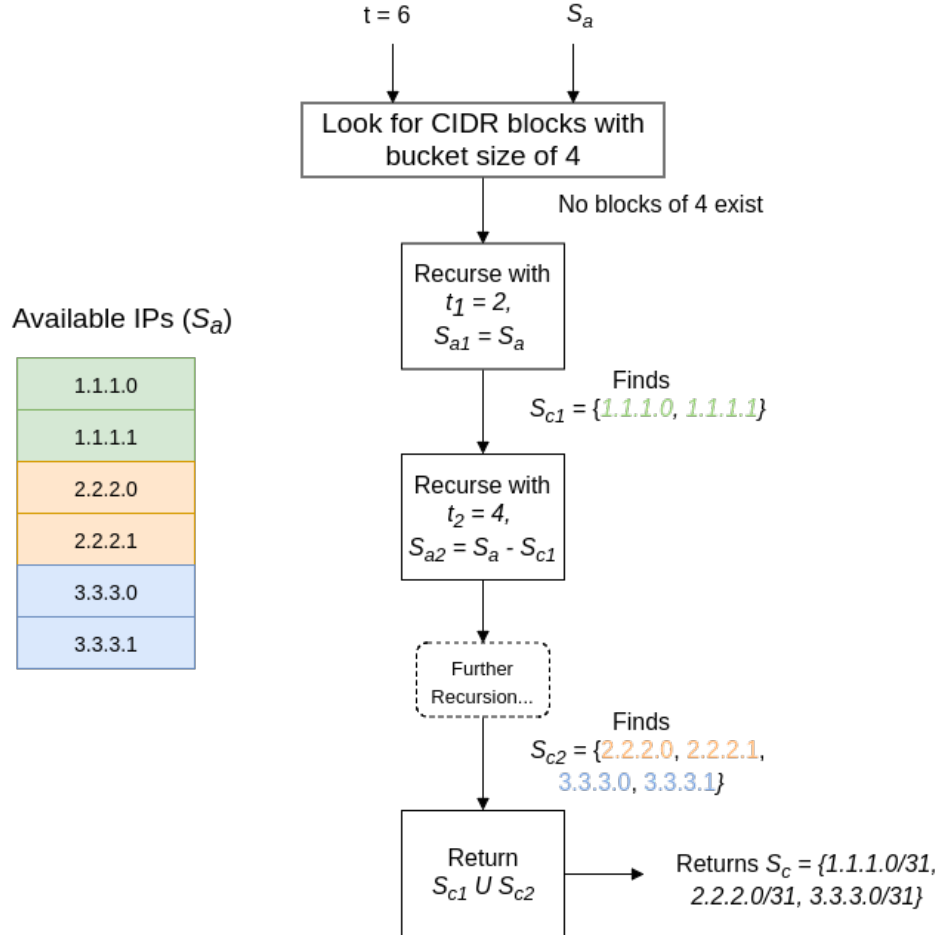 t = 6
Sa
Look for CIDR blocks with
bucket size of 4
No blocks of 4 exist
Recurse with
t1 = 2,
Sa1 = Sa
Available IPs (Sa)
1.1.1.0
1.1.1.1
2.2.2.0
2.2.2.1
3.3.3.0
3.3.3.1
Finds
Sc1 = {1.1.1.0, 1.1.1.1}
Recurse with
t2 = 4,
Sa2 = Sa - Sc1
Further
Recursion...
Finds
Sc2 = {2.2.2.0, 2.2.2.1,
3.3.3.0, 3.3.3.1}
Return
Sc1 U Sc2
Returns Sc = {1.1.1.0/31,
2.2.2.0/31, 3.3.3.0/31}